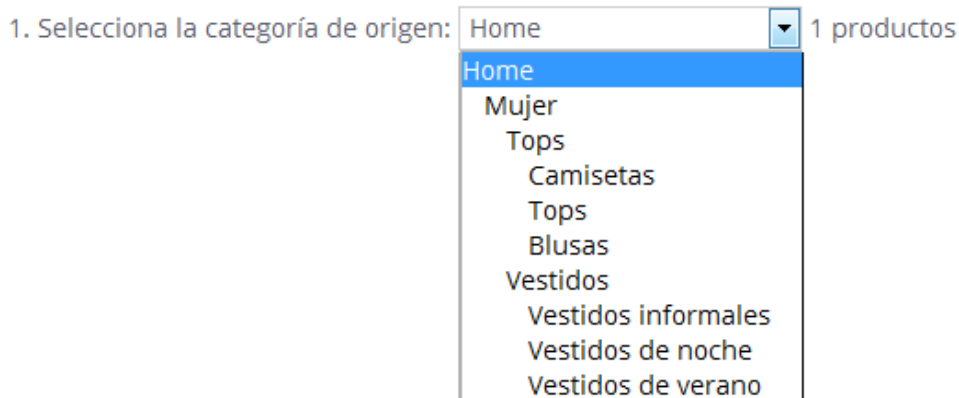 1. Selecciona la categoría de origen: Home 1 productos
Home
Mujer
Tops
Camisetas
Tops
Blusas
Vestidos
Vestidos informales
Vestidos de noche
Vestidos de verano